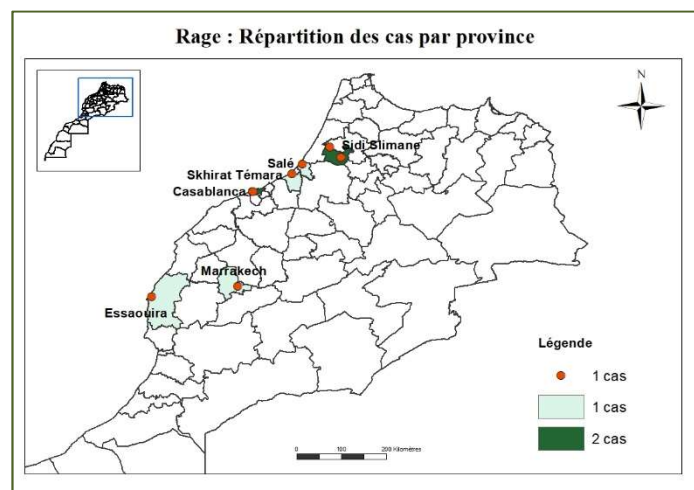 Rage : Répartition des cas par province
N
Sidi Slimane
Salé
Skhirat Témara
Casablanca
Marrakech
Essaouira
Légende
1 cas
1 cas
2 cas
0 100 200 Kilomètres